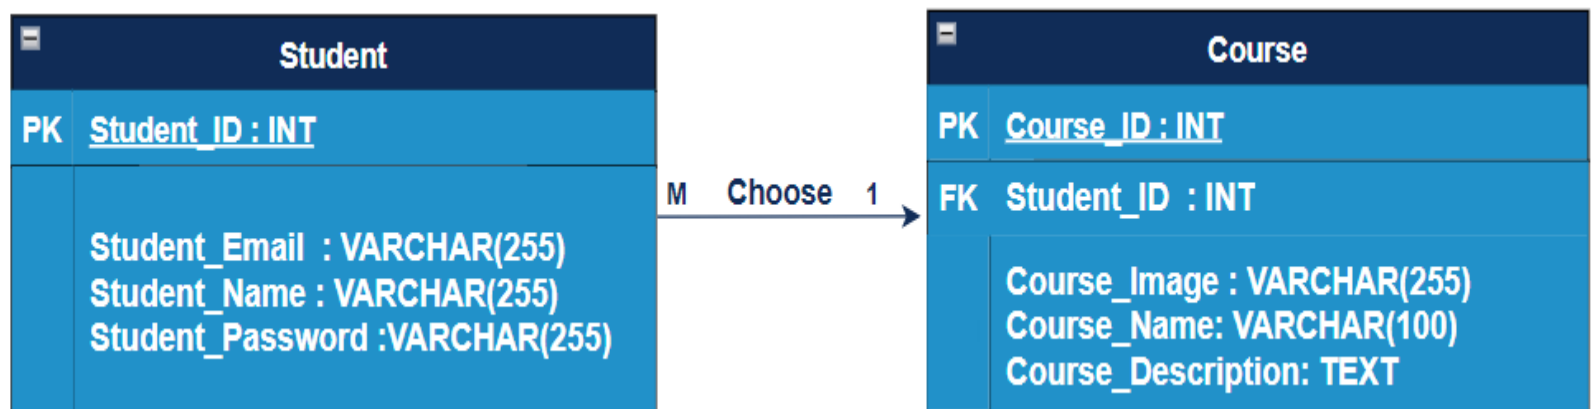 Student
PK Student_ID : INT
Student_Email : VARCHAR(255)
Student_Name : VARCHAR(255)
Student_Password :VARCHAR(255)
M Choose 1
Course
PK Course_ID : INT
FK Student_ID : INT
Course_Image : VARCHAR(255)
Course_Name: VARCHAR(100)
Course_Description: TEXT